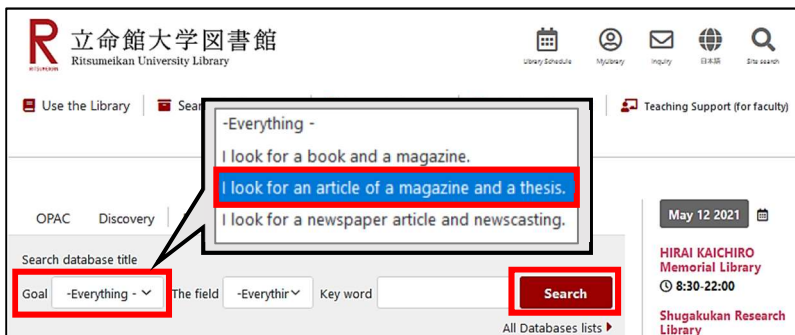 立命館大学図書館
Ritsumeikan University Library
RITSUMEIKAN
Library Schedule
MyLibrary
Inquiry
日本語
Site search
Use the Library
Sear
Teaching Support (for faculty)
-Everything -
I look for a book and a magazine.
I look for an article of a magazine and a thesis.
I look for a newspaper article and newscasting.
OPAC Discovery
May 12 2021
Search database title
Goal -Everything - The field -Everythir Key word Search
All Databases lists
HIRAI KAICHIRO
Memorial Library
8:30-22:00
Shugakukan Research
Library